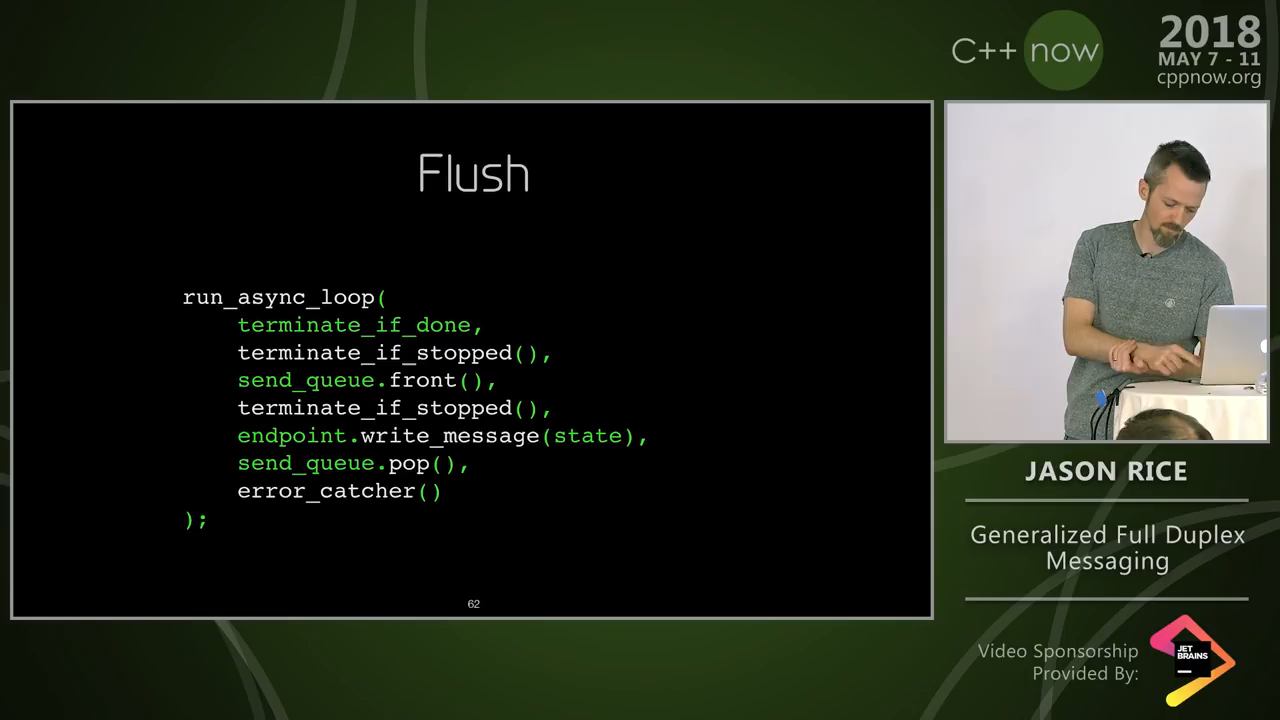 C++ now
2018
MAY 7 - 11
cppnow.org
Flush
run_async_loop(
terminate_if_done,
terminate_if_stopped(),
send_queue.front(),
terminate_if_stopped(),
endpoint.write_message(state),
send_queue.pop(),
error_catcher()
);
62
JASON RICE
Generalized Full Duplex
Messaging
Video Sponsorship
Provided By:
JET
BRAINS